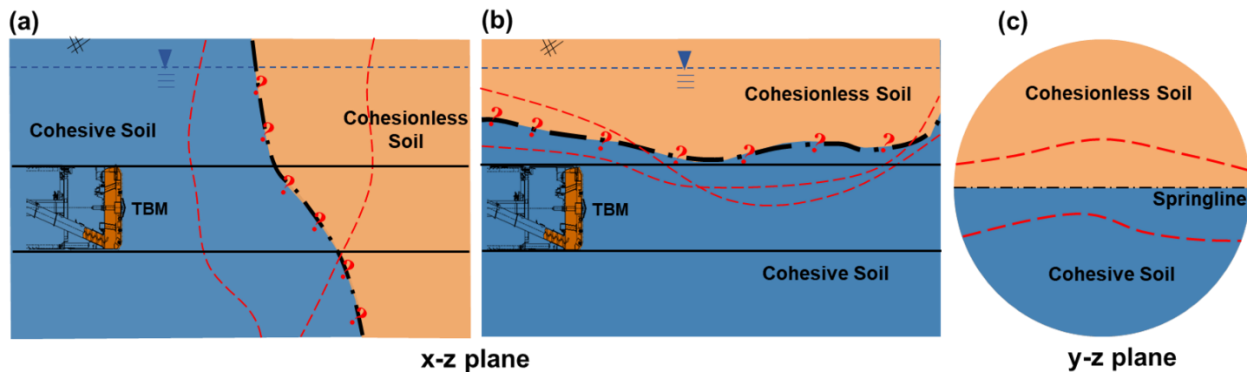 (a)
(b)
(c)
Cohesive Soil
Cohesionless
Soil
TBM
?
?
?
?
?
?
Cohesionless Soil
?
?
?
?
?
?
?
TBM
Cohesive Soil
Cohesionless Soil
Springline
Cohesive Soil
x-z plane
y-z plane